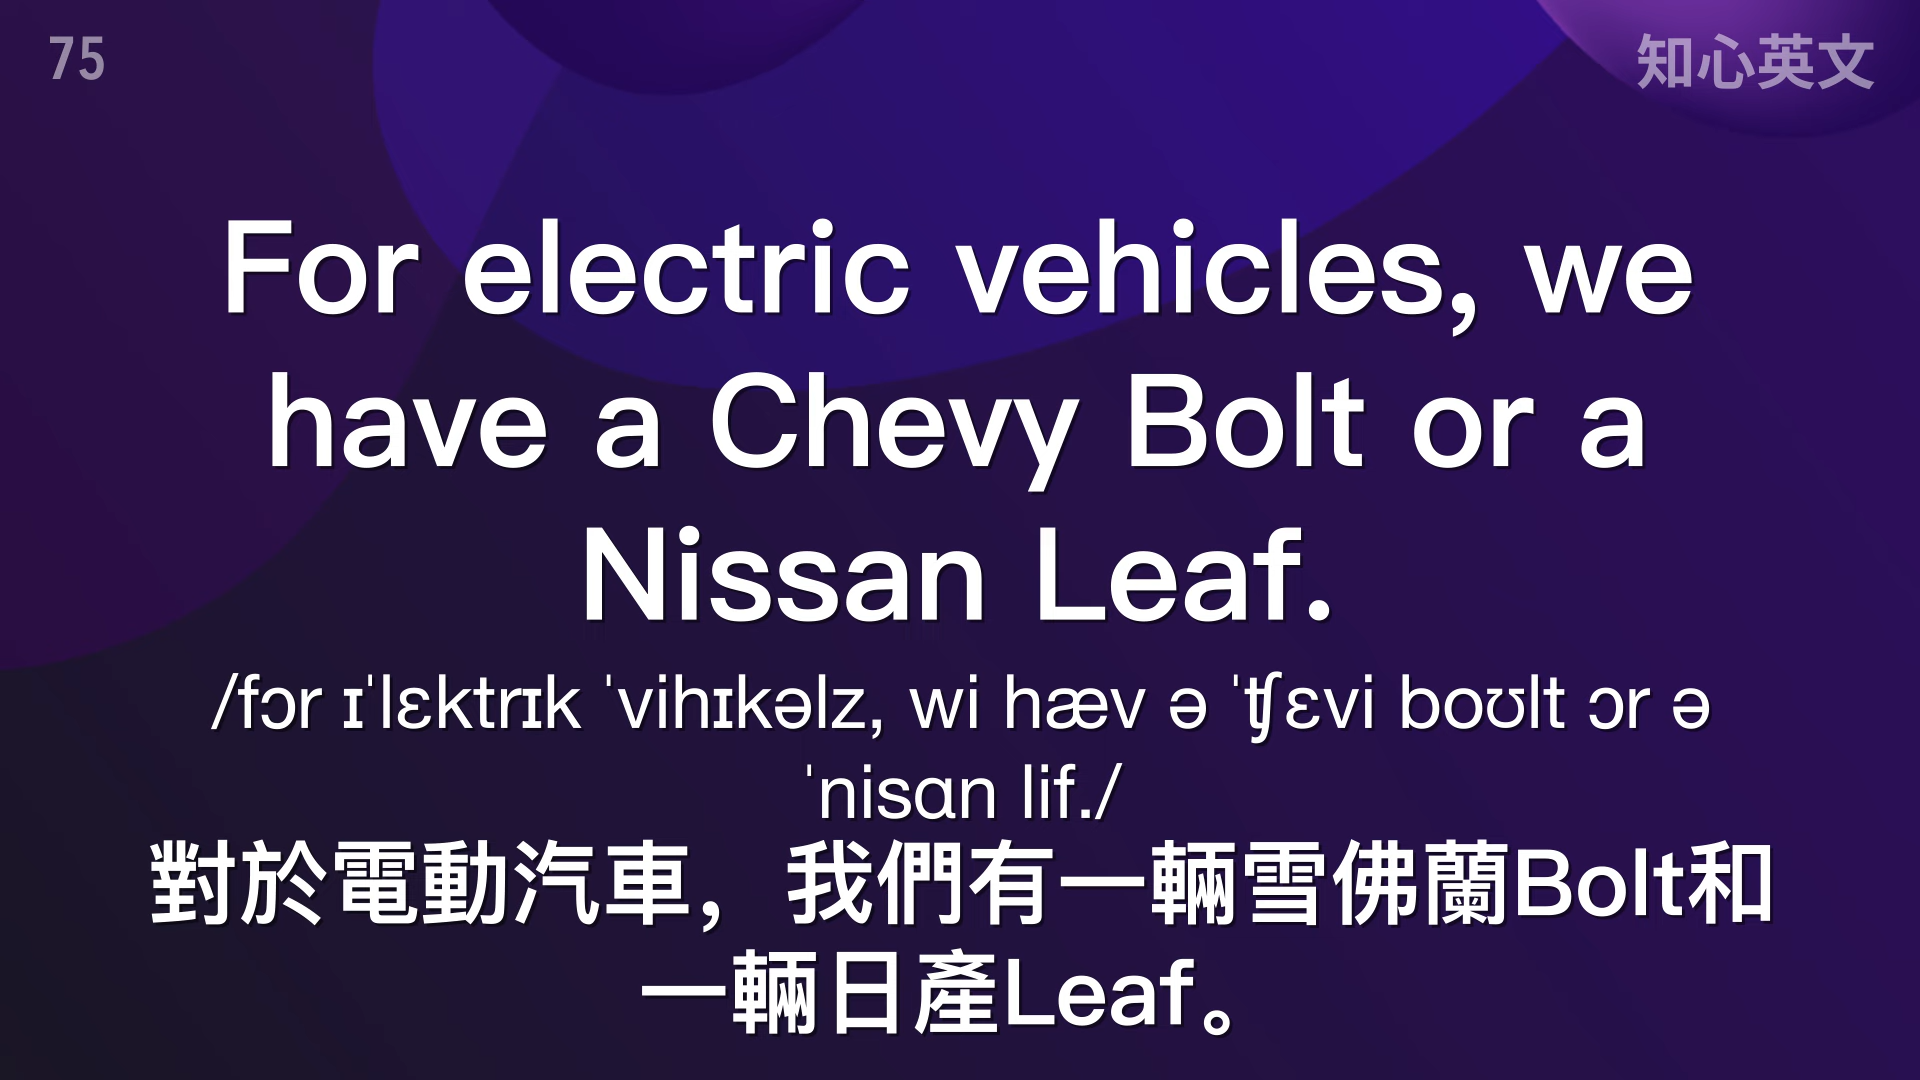 75
知心英文
For electric vehicles, we
have a Chevy Bolt or a
Nissan Leaf.
/fɔr ɪˈlɛktrɪk ˈvihɪkəlz, wi hæv ə ˈʧɛvi boʊlt ɔr ə
ˈnisɑn lif./
對於電動汽車，我們有一輛雪佛蘭Bolt和
一輛日產Leaf。